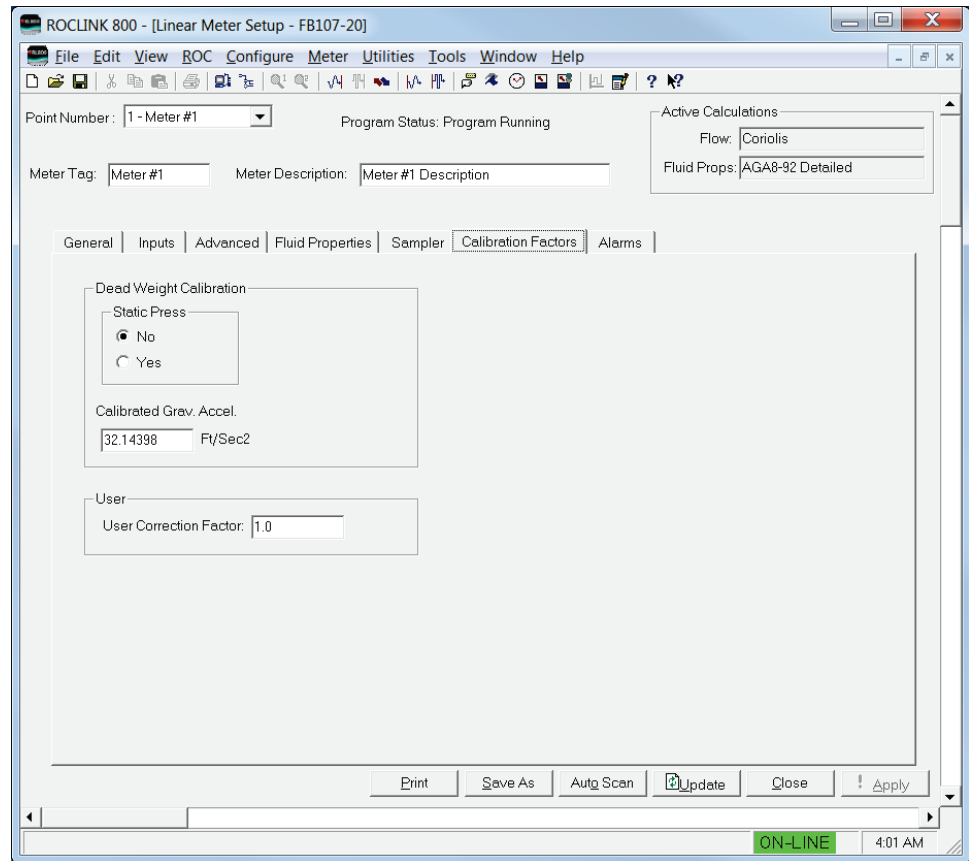 ROCLINK 800 - [Linear Meter Setup - FB107-20]
File Edit View ROC Configure Meter Utilities Tools Window Help
Point Number : 1 - Meter #1
Program Status: Program Running
Active Calculations
Flow: Coriolis
Fluid Props: AGA8-92 Detailed
Meter Tag: Meter #1 Meter Description: Meter #1 Description
General Inputs Advanced Fluid Properties Sampler Calibration Factors Alarms
Dead Weight Calibration
Static Press
No
Yes
Calibrated Grav. Accel.
32.14398 Ft/Sec2
User
User Correction Factor: 1.0
Print Save As Auto Scan Update Close ! Apply
ON-LINE 4:01 AM